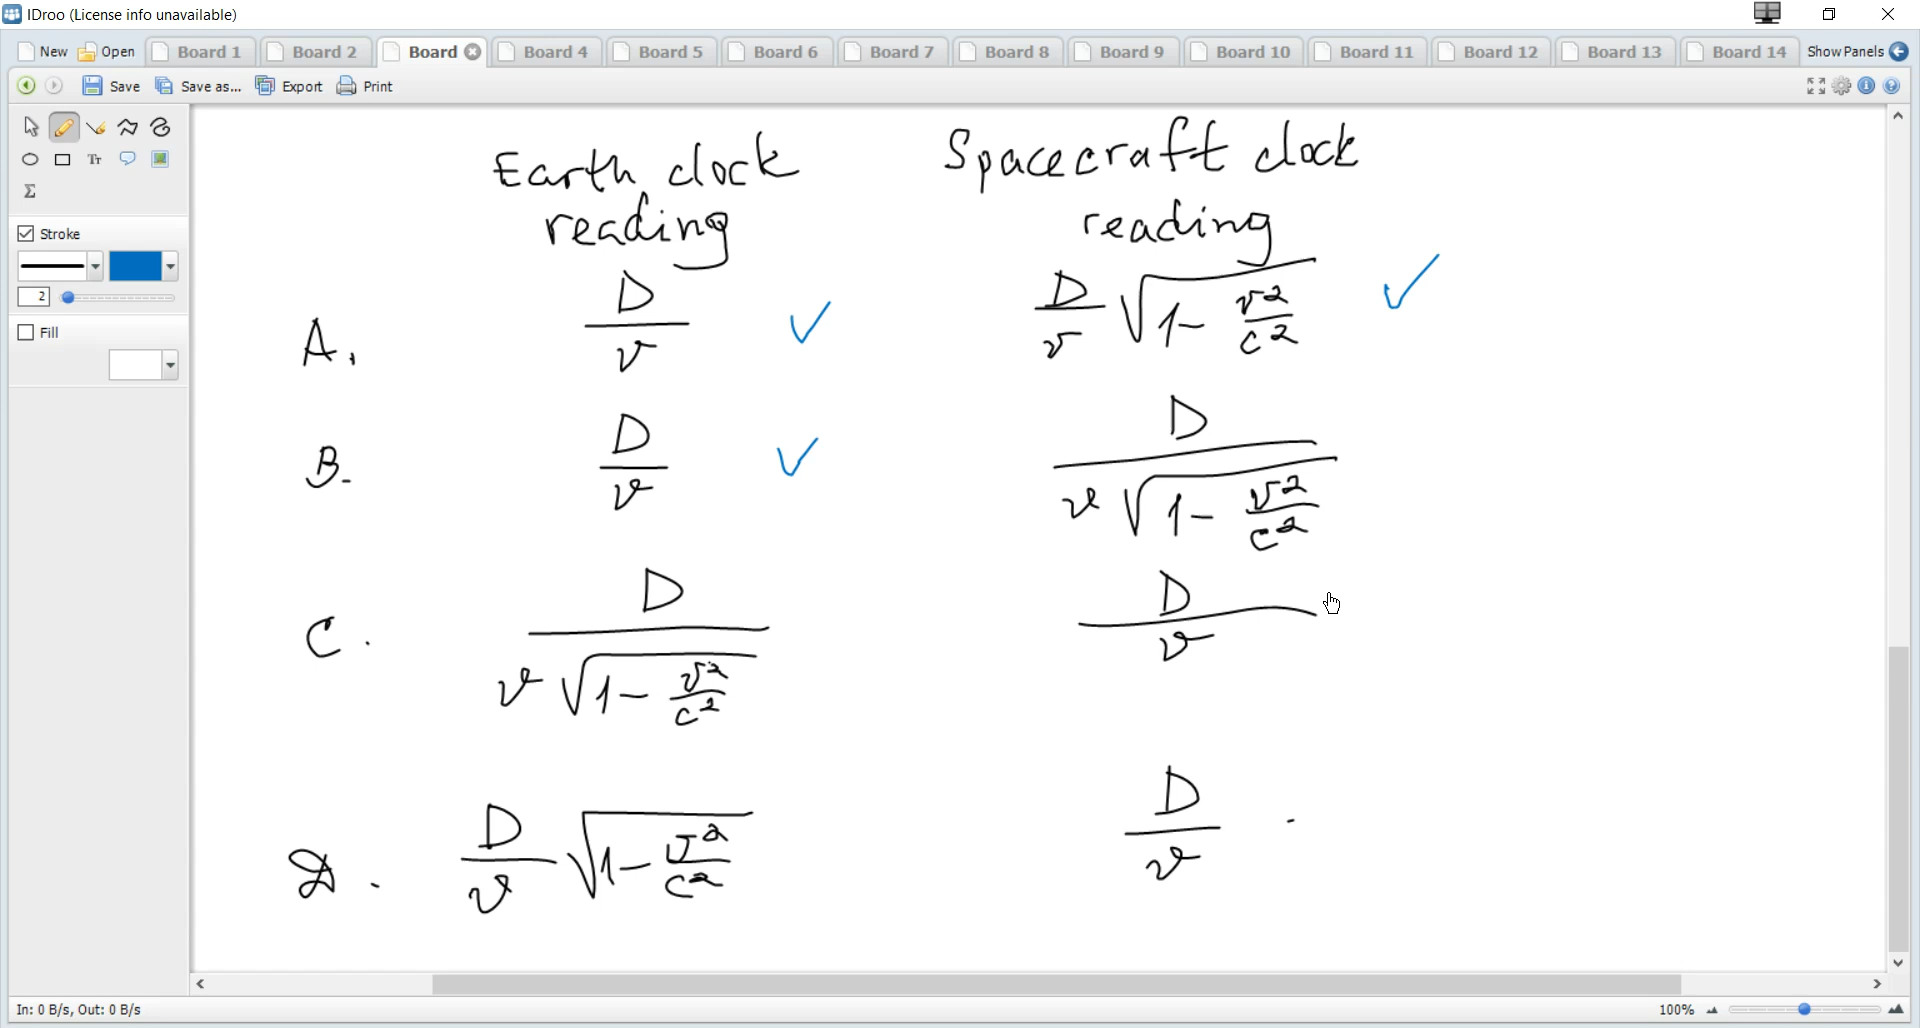 IDroo (License info unavailable)
New Open Board 1 Board 2 Board Board 4 Board 5 Board 6 Board 7 Board 8 Board 9 Board 10 Board 11 Board 12 Board 13 Board 14 Show Panels
Save Save as... Export Print
Tт
Σ
Stroke
2
Fill
Earth clock reading
Spacecraft clock reading
A. D/v ✓ D/v √(1 - v²/c²) ✓
B. D/v ✓ D/(v √(1 - v²/c²))
C. D/(v √(1 - v²/c²)) D/v
D. D/v √(1 - v²/c²) D/v .
In: 0 B/s, Out: 0 B/s
100%